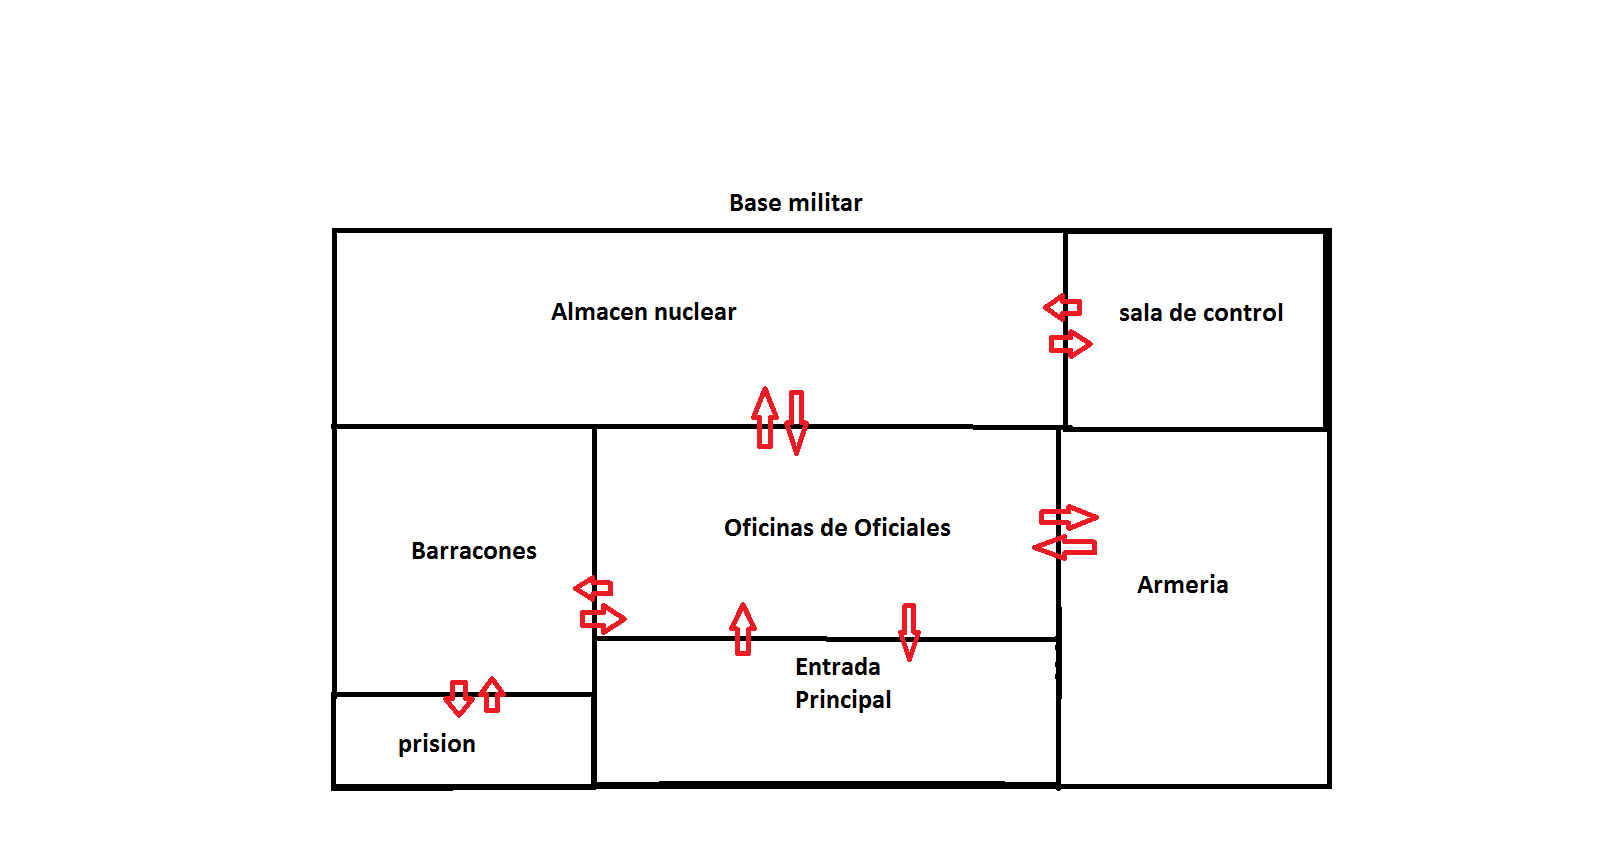 Base militar
Almacen nuclear
sala de control
Oficinas de Oficiales
Barracones
Armeria
Entrada
Principal
prision